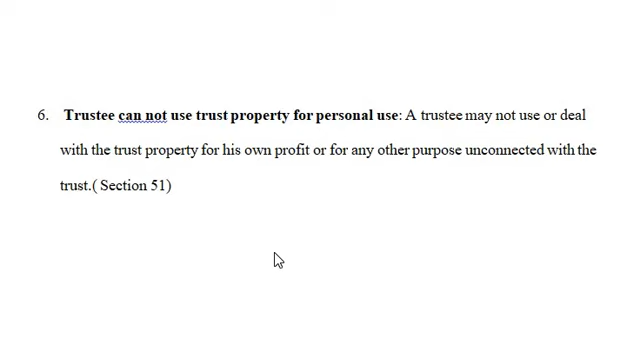 6. Trustee can not use trust property for personal use: A trustee may not use or deal
with the trust property for his own profit or for any other purpose unconnected with the
trust.( Section 51)